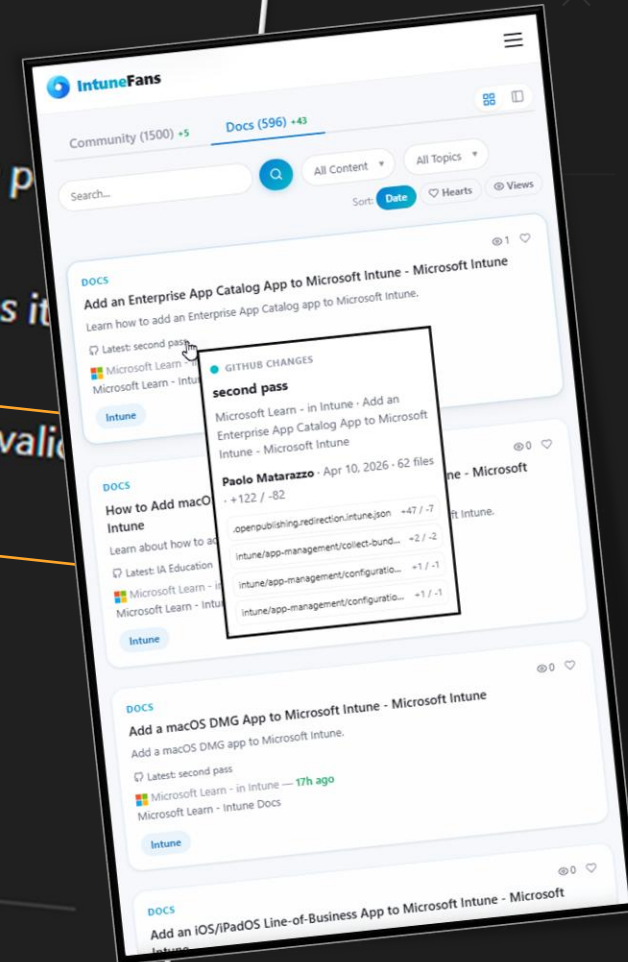 IntuneFans
Community (1500) +5
Docs (596) +43
Search...
All Content
All Topics
Sort:
Date
Hearts
Views
DOCS
1
Add an Enterprise App Catalog App to Microsoft Intune - Microsoft Intune
Learn how to add an Enterprise App Catalog app to Microsoft Intune.
Latest: second pass
Microsoft Learn - in
Microsoft Learn - Intu
Intune
GITHUB CHANGES
second pass
Microsoft Learn - in Intune · Add an
Enterprise App Catalog App to Microsoft
Intune - Microsoft Intune
Paolo Matarazzo · Apr 10, 2026 · 62 files
· +122 / -82
.openpublishing.redirection.intune.json +47 / -7
intune/app-management/collect-bund... +2 / -2
intune/app-management/configuratio... +1 / -1
intune/app-management/configuratio... +1 / -1
DOCS
0
How to Add macO
ne - Microsoft
Intune
Learn about how to ad
ft Intune.
Latest: IA Education
Microsoft Learn - in
Microsoft Learn - Intu
Intune
DOCS
0
Add a macOS DMG App to Microsoft Intune - Microsoft Intune
Add a macOS DMG app to Microsoft Intune.
Latest: second pass
Microsoft Learn - in Intune — 17h ago
Microsoft Learn - Intune Docs
Intune
DOCS
0
Add an iOS/iPadOS Line-of-Business App to Microsoft Intune - Microsoft
Intune
p
s it
valid